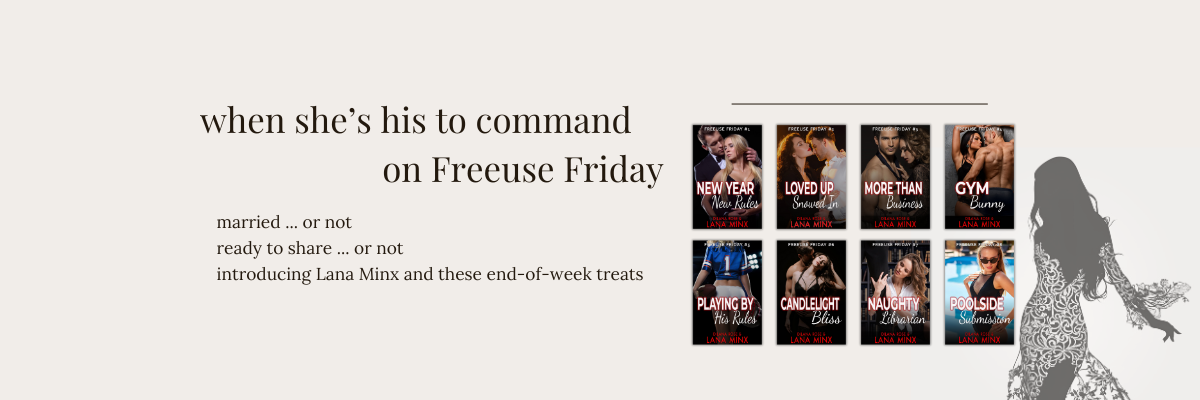 when she's his to command
on Freeuse Friday
married ... or not
ready to share ... or not
introducing Lana Minx and these end-of-week treats
FREEUSE FRIDAY #1
NEW YEAR
New Rules
LANA MINX
FREEUSE FRIDAY #2
LOVED UP
Snowed In
LANA MINX
FREEUSE FRIDAY #3
MORE THAN
Business
LANA MINX
FREEUSE FRIDAY #4
GYM
Bunny
LANA MINX
FREEUSE FRIDAY #5
1
PLAYING BY
His Rules
LANA MINX
FREEUSE FRIDAY #6
CANDLELIGHT
Bliss
LANA MINX
FREEUSE FRIDAY #7
NAUGHTY
Librarian
LANA MINX
FREEUSE FRIDAY #8
POOLSIDE
Submission
LANA MINX